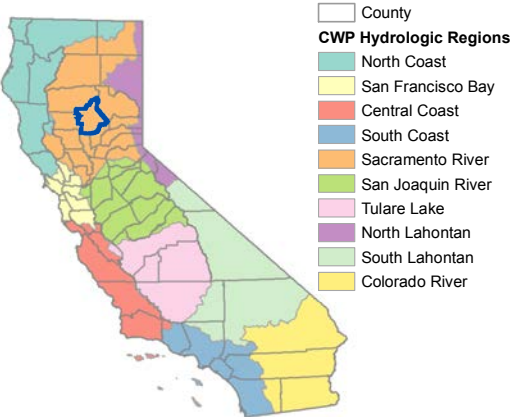 County
CWP Hydrologic Regions
North Coast
San Francisco Bay
Central Coast
South Coast
Sacramento River
San Joaquin River
Tulare Lake
North Lahontan
South Lahontan
Colorado River